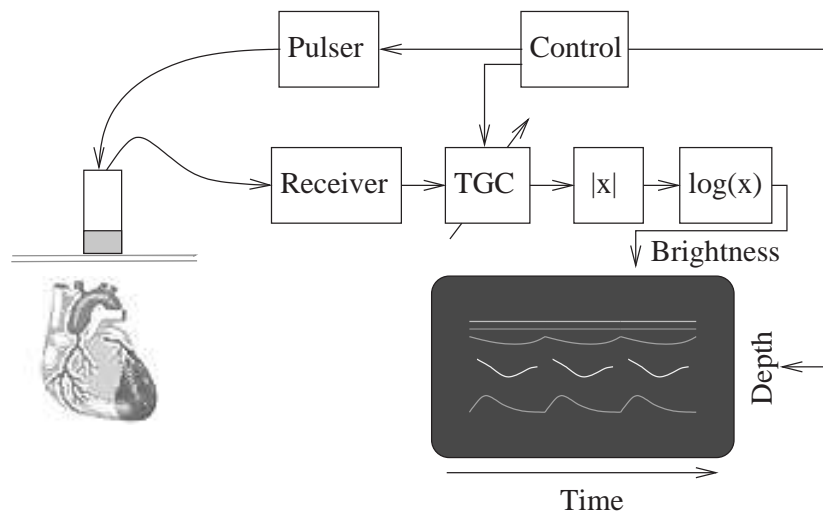 Pulser
Control
Receiver
TGC
|x|
log(x)
Brightness
Depth
Time